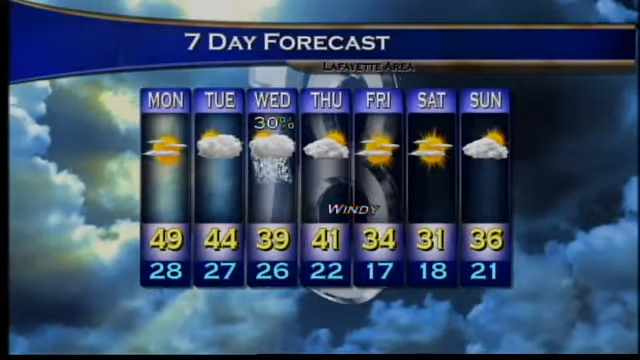 7 DAY FORECAST
LAFAYETTE AREA
MON TUE WED THU FRI SAT SUN
30%
WINDY
49 44 39 41 34 31 36
28 27 26 22 17 18 21